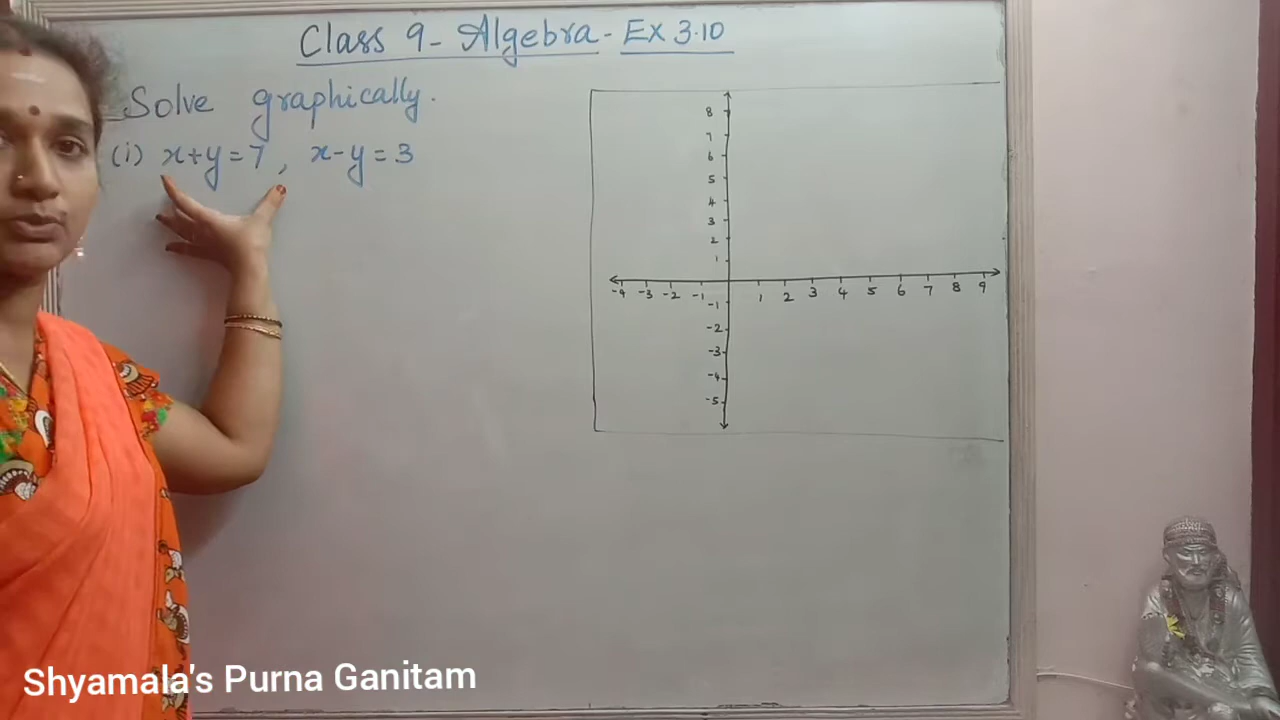 Class 9 - Algebra - Ex 3.10
Solve graphically.
(i) x+y=7, x-y=3
8
7
6
5
4
3
2
1
-4 -3 -2 -1 1 2 3 4 5 6 7 8 9
-1
-2
-3
-4
-5
Shyamala's Purna Ganitam